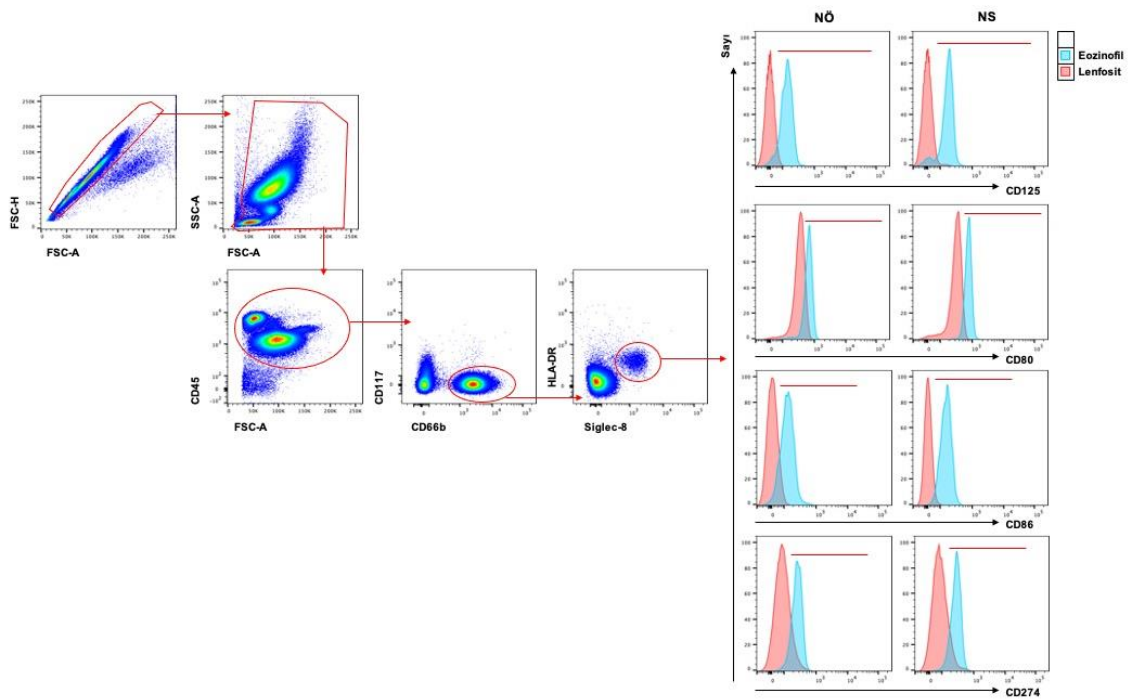 NÖ
NS
Sayı
Eozinofil
Lenfosit
FSC-H
FSC-A
SSC-A
FSC-A
CD45
FSC-A
CD117
CD66b
HLA-DR
Siglec-8
CD125
CD80
CD86
CD274